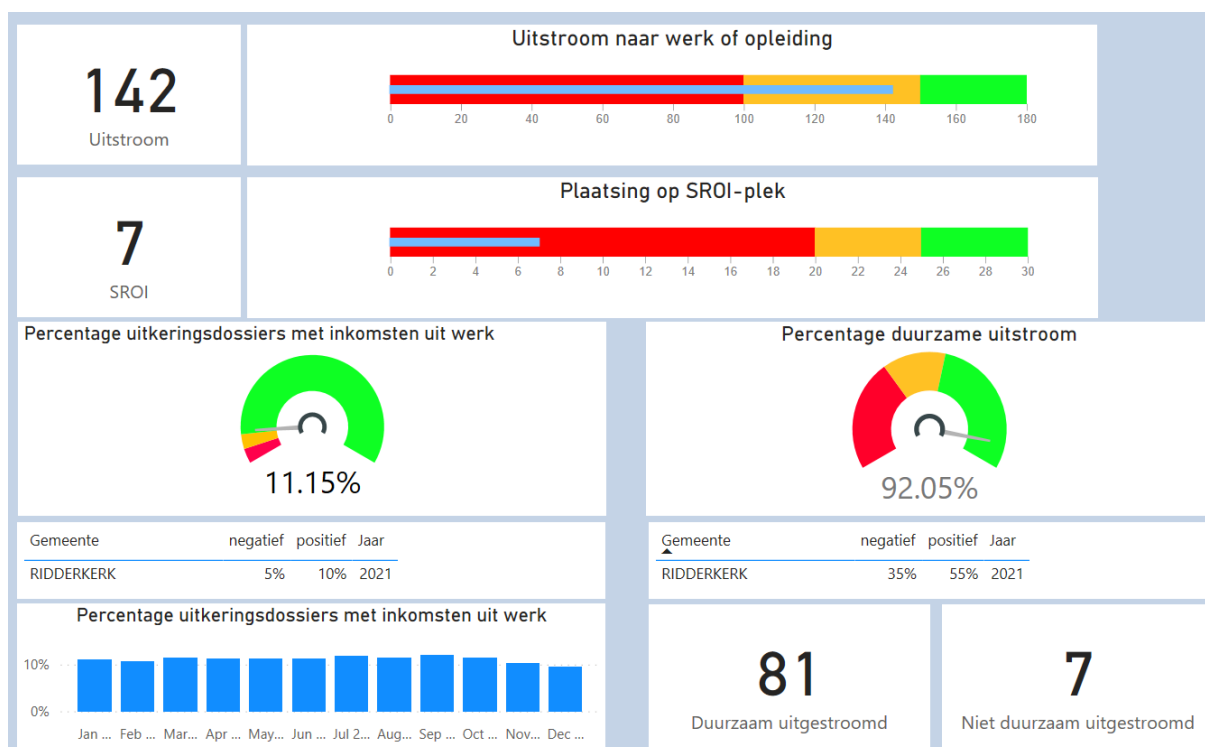 142
Uitstroom
Uitstroom naar werk of opleiding
0 20 40 60 80 100 120 140 160 180
7
SROI
Plaatsing op SROI-plek
0 2 4 6 8 10 12 14 16 18 20 22 24 26 28 30
Percentage uitkeringsdossiers met inkomsten uit werk
11.15%
Percentage duurzame uitstroom
92.05%
Gemeente negatief positief Jaar
RIDDERKERK 5% 10% 2021
Gemeente negatief positief Jaar
RIDDERKERK 35% 55% 2021
Percentage uitkeringsdossiers met inkomsten uit werk
10%
0%
Jan ... Feb ... Mar... Apr ... May... Jun ... Jul 2... Aug... Sep ... Oct ... Nov... Dec ...
81
Duurzaam uitgestroomd
7
Niet duurzaam uitgestroomd